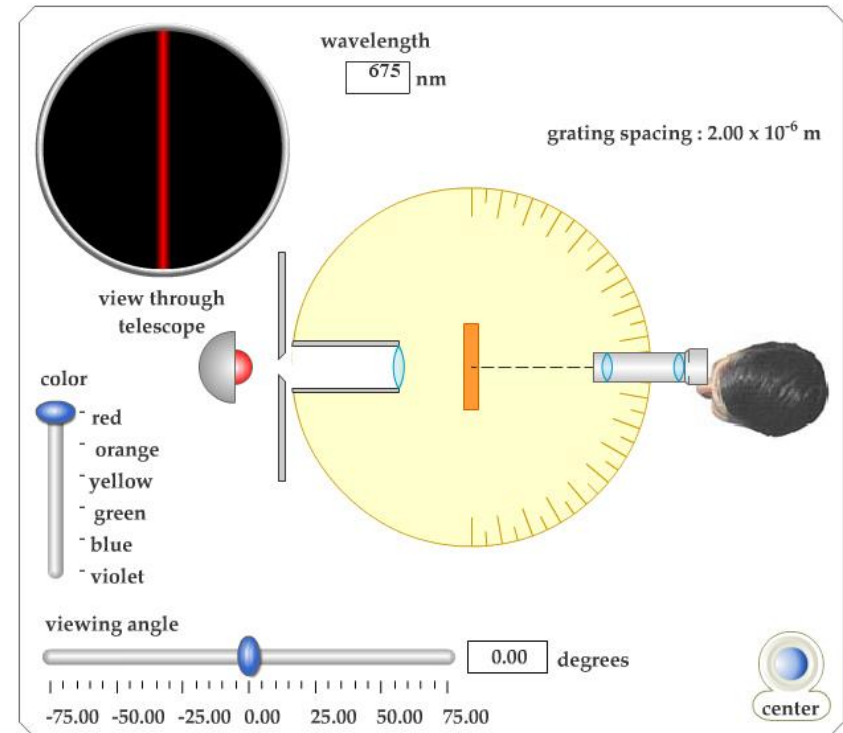 wavelength
675 nm
grating spacing : 2.00 x 10⁻⁶ m
view through
telescope
color
red
orange
yellow
green
blue
violet
viewing angle
0.00 degrees
-75.00 -50.00 -25.00 0.00 25.00 50.00 75.00
center